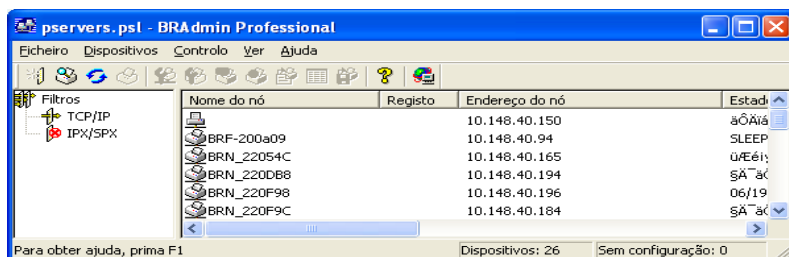 pservers.psl - BRAdmin Professional
Ficheiro Dispositivos Controlo Ver Ajuda
Filtros
TCP/IP
IPX/SPX
Nome do nó Registo Endereço do nó Estad
10.148.40.150
BRF-200a09 10.148.40.94 SLEEP
BRN_22054C 10.148.40.165
BRN_220DB8 10.148.40.194
BRN_220F98 10.148.40.196 06/19
BRN_220F9C 10.148.40.184
Para obter ajuda, prima F1 Dispositivos: 26 Sem configuração: 0